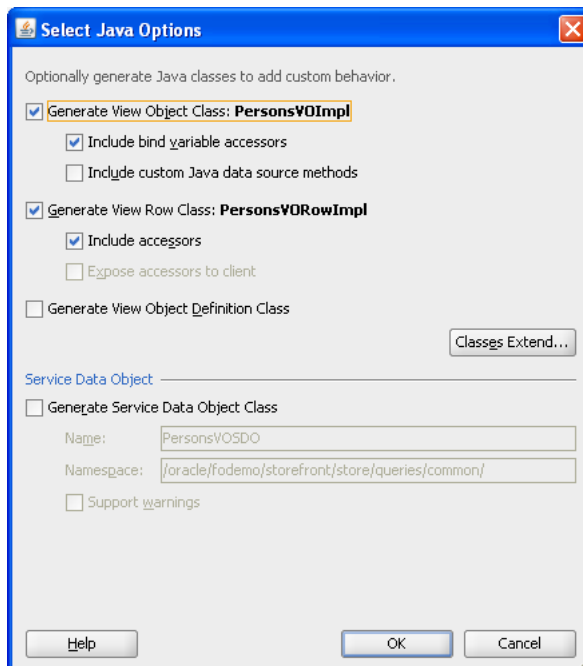 Select Java Options
Optionally generate Java classes to add custom behavior.
Generate View Object Class: PersonsVOImpl
Include bind variable accessors
Include custom Java data source methods
Generate View Row Class: PersonsVORowImpl
Include accessors
Expose accessors to client
Generate View Object Definition Class
Classes Extend...
Service Data Object
Generate Service Data Object Class
Name: PersonsVOSDO
Namespace: /oracle/fodemo/storefront/store/queries/common/
Support warnings
Help OK Cancel